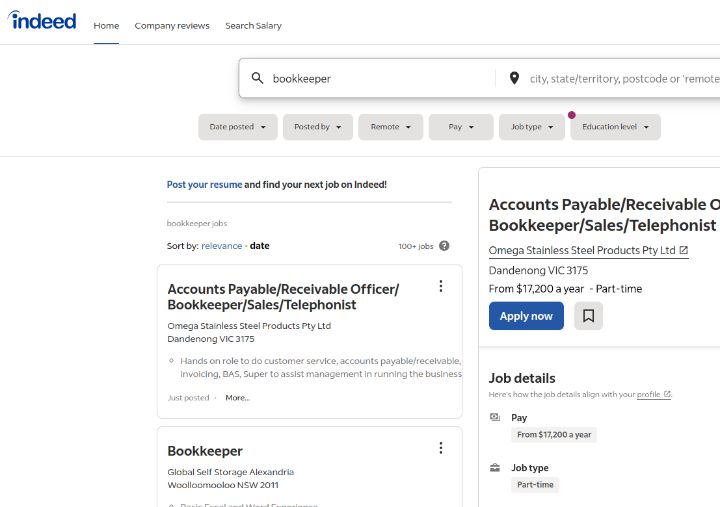 indeed
Home Company reviews Search Salary
bookkeeper
city, state/territory, postcode or 'remote
Date posted Posted by Remote Pay Job type Education level
Post your resume and find your next job on Indeed!
bookkeeper jobs
Sort by: relevance - date
100+ jobs ?
Accounts Payable/Receivable Officer/
Bookkeeper/Sales/Telephonist
Omega Stainless Steel Products Pty Ltd
Dandenong VIC 3175
Hands on role to do customer service, accounts payable/receivable,
invoicing, BAS, Super to assist management in running the business
Just posted · More...
Bookkeeper
Global Self Storage Alexandria
Woolloomooloo NSW 2011
Basic Excel and Word Experience
Accounts Payable/Receivable O
Bookkeeper/Sales/Telephonist
Omega Stainless Steel Products Pty Ltd
Dandenong VIC 3175
From $17,200 a year - Part-time
Apply now
Job details
Here's how the job details align with your profile.
Pay
From $17,200 a year
Job type
Part-time